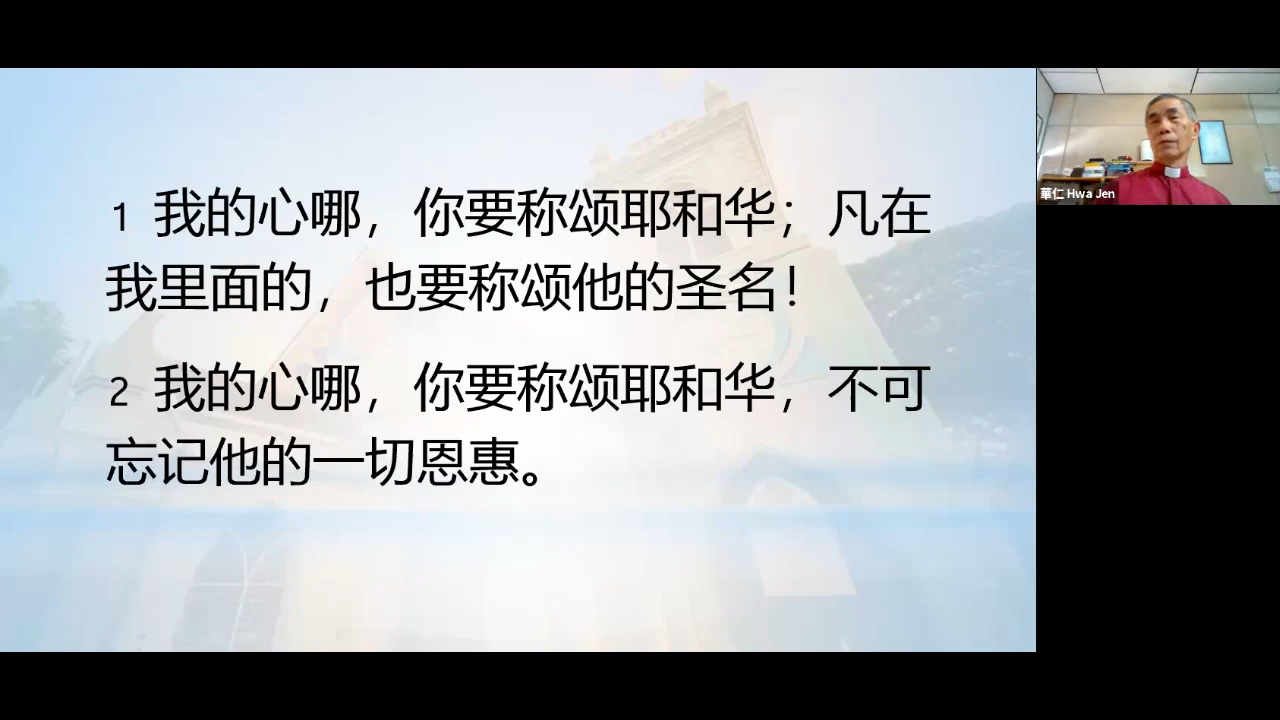 1 我的心哪，你要称颂耶和华；凡在
我里面的，也要称颂他的圣名！
2 我的心哪，你要称颂耶和华，不可
忘记他的一切恩惠。
華仁 Hwa Jen